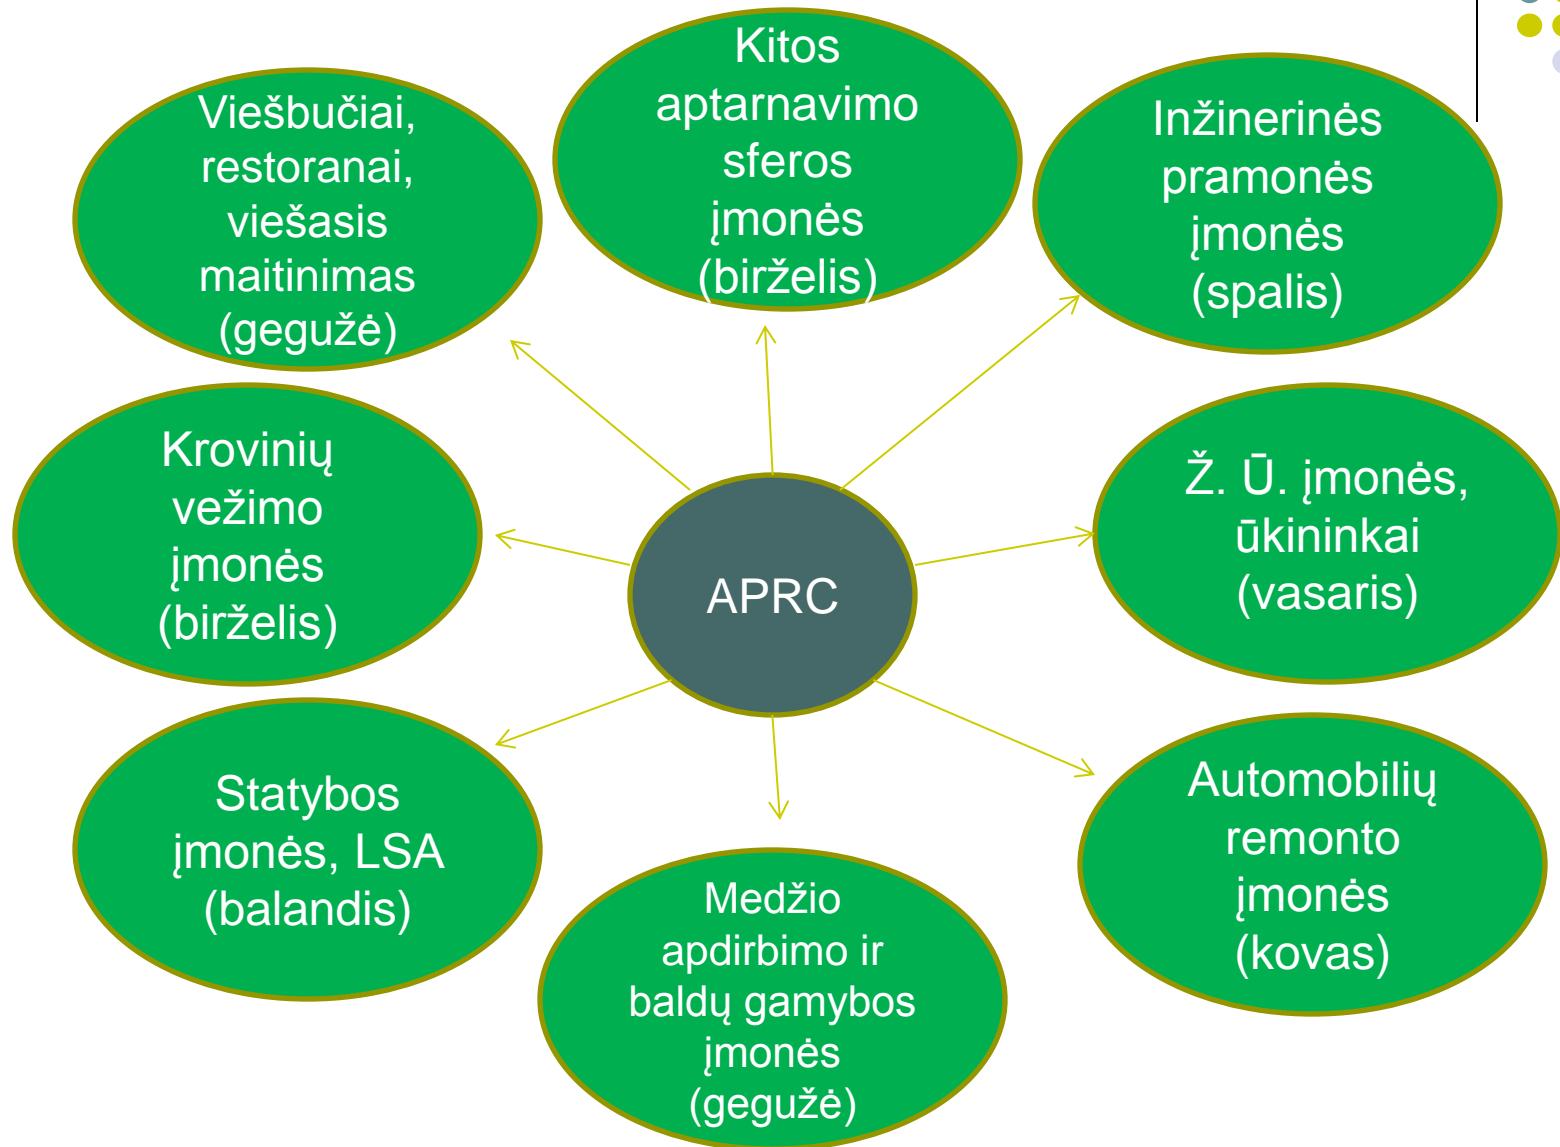 Viešbučiai,
restoranai,
viešasis
maitinimas
(gegužė)
Kitos
aptarnavimo
sferos
įmonės
(birželis)
Inžinerinės
pramonės
įmonės
(spalis)
Krovinių
vežimo
įmonės
(birželis)
APRC
Ž. Ū. įmonės,
ūkininkai
(vasaris)
Statybos
įmonės, LSA
(balandis)
Medžio
apdirbimo ir
baldų gamybos
įmonės
(gegužė)
Automobilių
remonto
įmonės
(kovas)